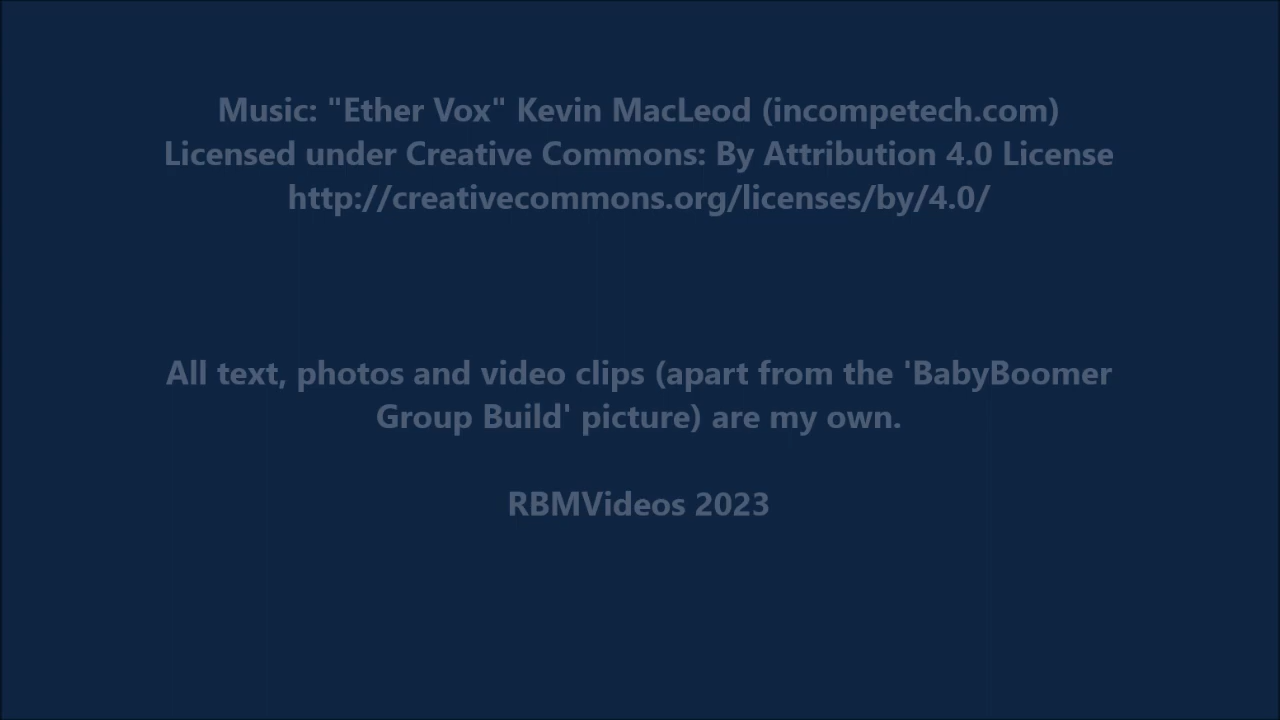 Music: "Ether Vox" Kevin MacLeod (incompetech.com)
Licensed under Creative Commons: By Attribution 4.0 License
http://creativecommons.org/licenses/by/4.0/
All text, photos and video clips (apart from the 'BabyBoomer
Group Build' picture) are my own.
RBMVideos 2023